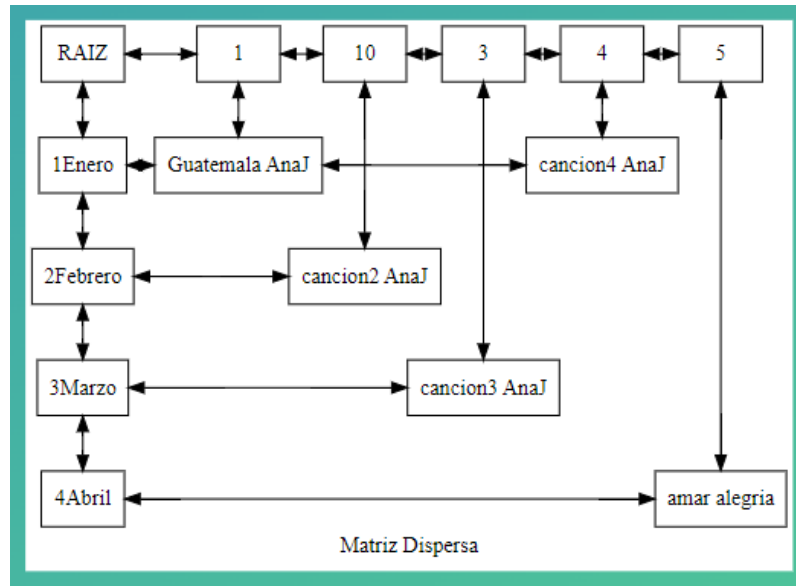 RAIZ 1 10 3 4 5
1Enero Guatemala AnaJ cancion4 AnaJ
2Febrero cancion2 AnaJ
3Marzo cancion3 AnaJ
4Abril amar alegria
Matriz Dispersa